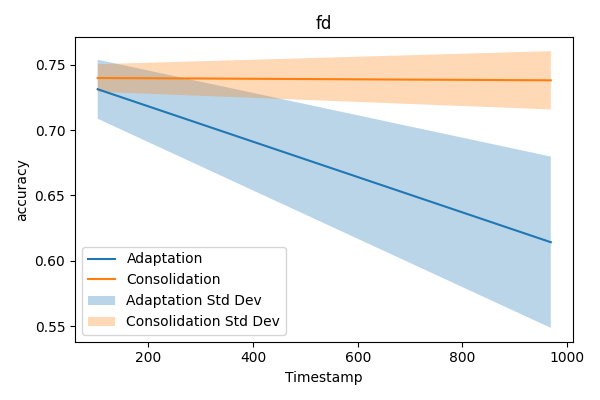 fd
accuracy
0.75
0.70
0.65
0.60
0.55
Adaptation
Consolidation
Adaptation Std Dev
Consolidation Std Dev
200
400
600
800
1000
Timestamp